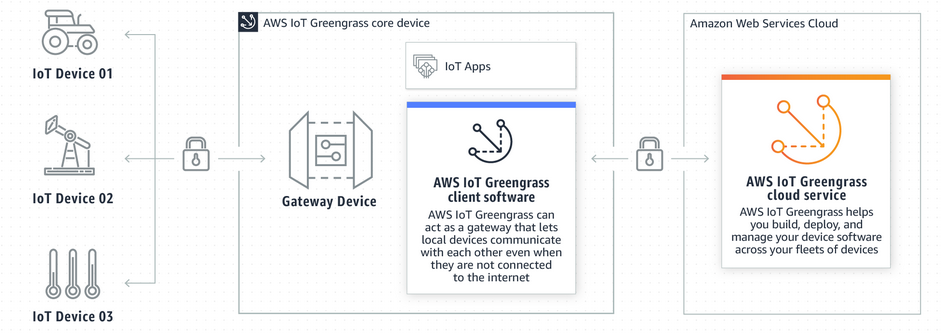 IoT Device 01
IoT Device 02
IoT Device 03
AWS IoT Greengrass core device
Gateway Device
IoT Apps
AWS IoT Greengrass
client software
AWS IoT Greengrass can
act as a gateway that lets
local devices communicate
with each other even when
they are not connected
to the internet
Amazon Web Services Cloud
AWS IoT Greengrass
cloud service
AWS IoT Greengrass helps
you build, deploy, and
manage your device software
across your fleets of devices